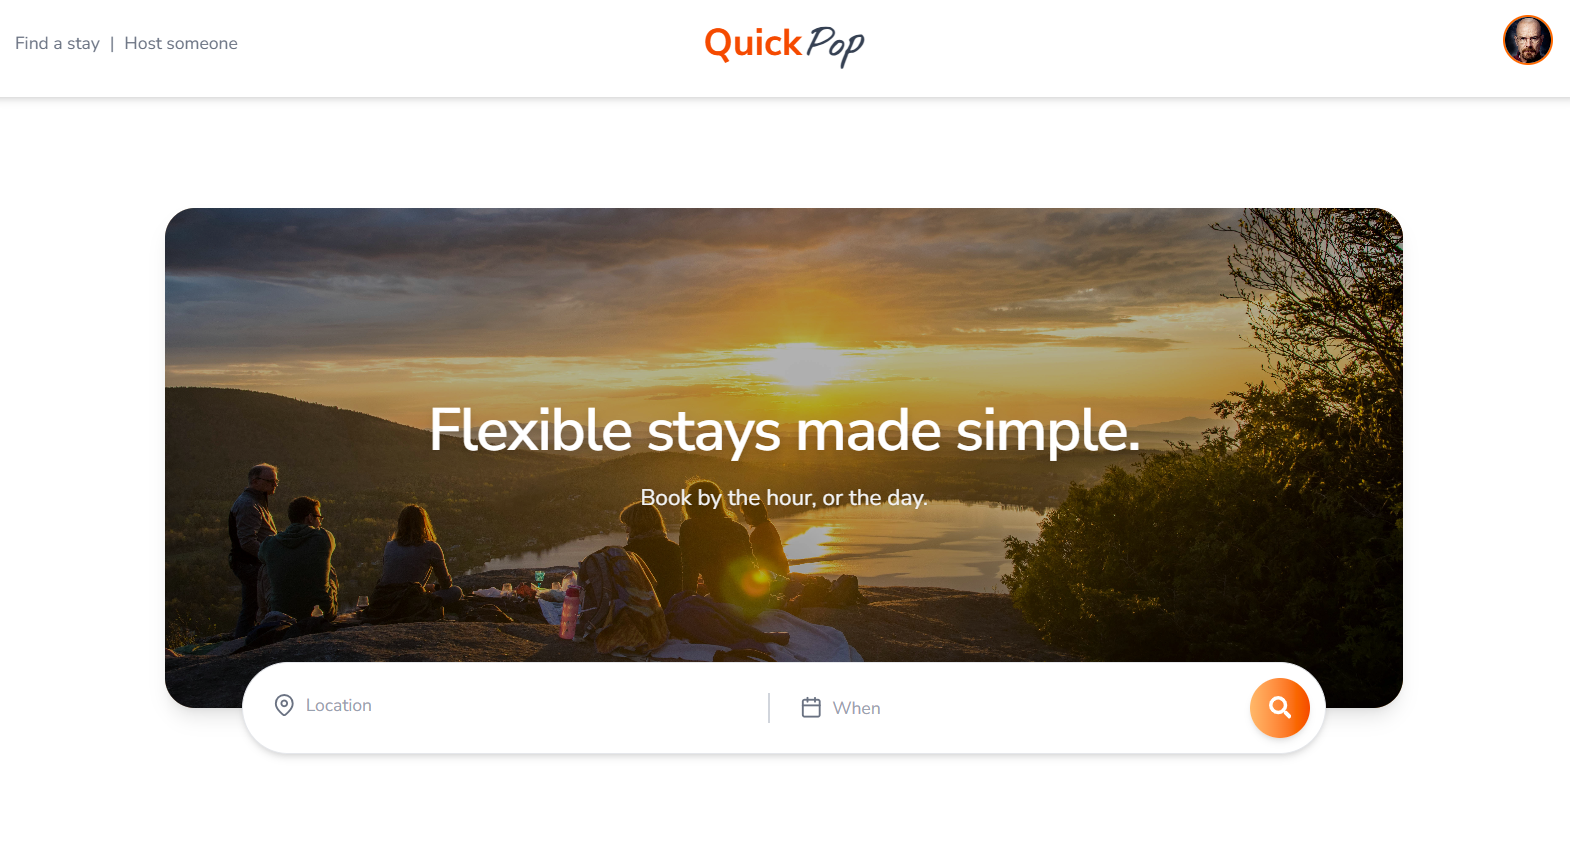 Find a stay | Host someone
QuickPop
Flexible stays made simple.
Book by the hour, or the day.
Location
When